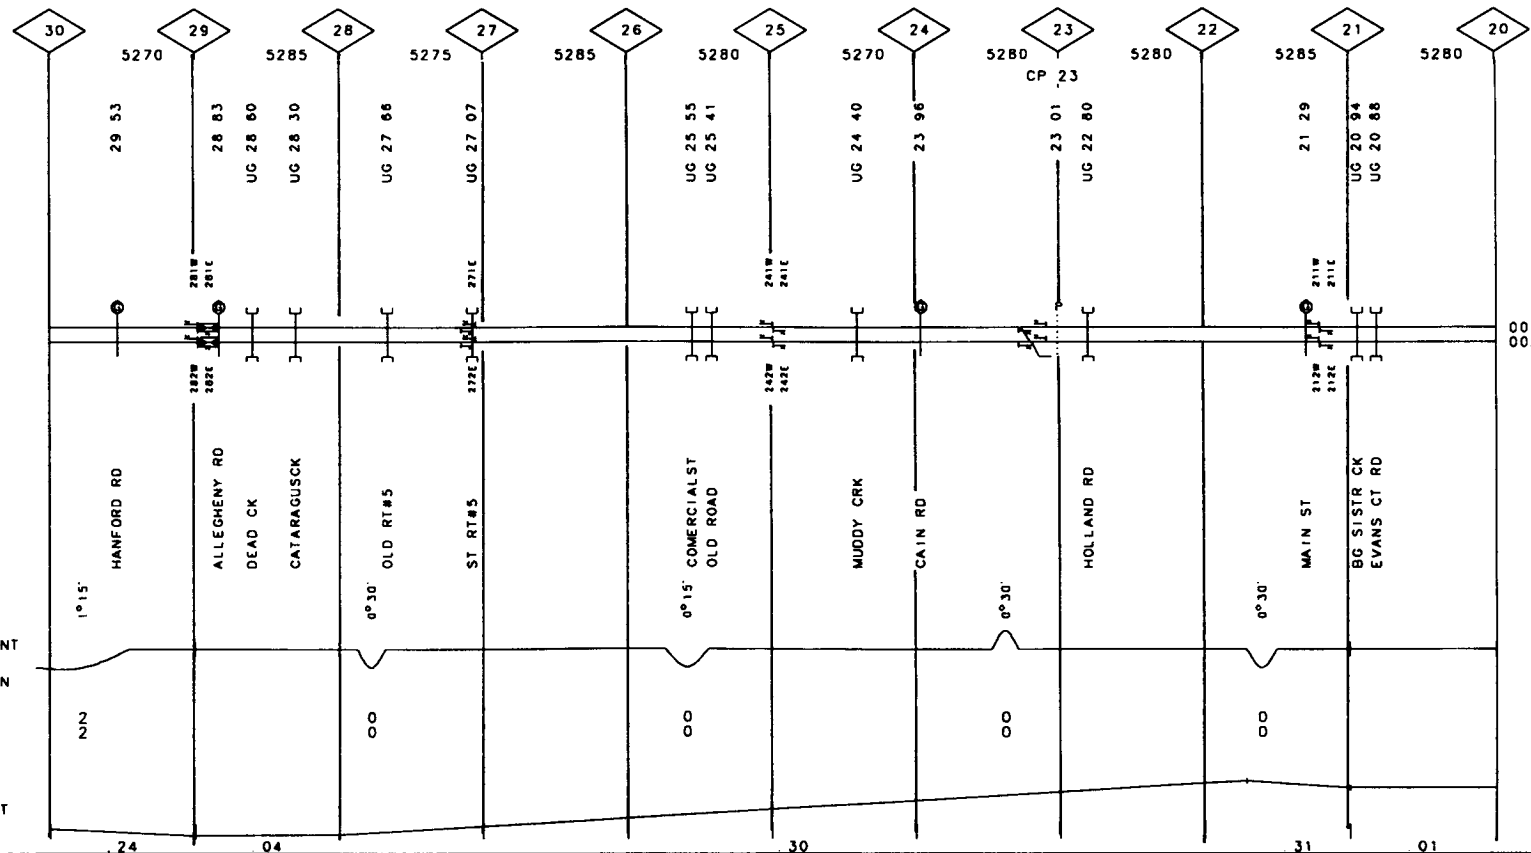 30 29 28 27 26 25 24 23 22 21 20
5270 5285 5275 5285 5280 5270 5280 5280 5285 5280
CP 23
29 53
28 83
UG 28 60
UG 28 30
UG 27 66
UG 27 07
UG 25 55
UG 25 41
UG 24 40
23 96
23 01
UG 22 80
21 29
UG 20 94
UG 20 88
281W
281E
271E
241W
241E
211W
211E
00
00
282W
282E
272E
242W
242E
212W
212E
HANFORD RD
ALLEGHENY RD
DEAD CK
CATARAGUSCK
OLD RT#5
ST RT#5
COMERCIALST
OLD ROAD
MUDDY CRK
CAIN RD
HOLLAND RD
MAIN ST
BG SISTR CK
EVANS CT RD
1°15'
0°30'
0°15'
0°30'
0°30'
NT
N
2 0 0 0 0
2 0 0 0 0
T
.24 .04 .30 .31 .01